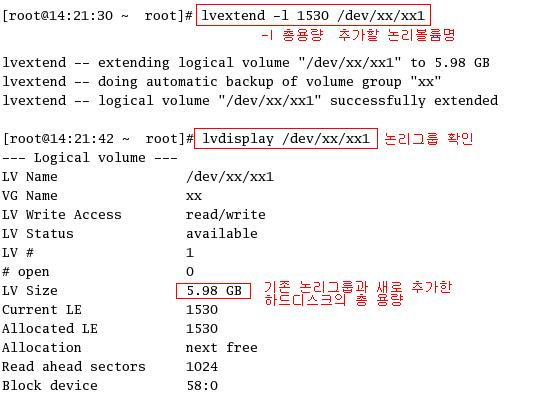 [root@14:21:30 ~  root]# lvextend -l 1530 /dev/xx/xx1
-l 총용량  추가할 논리볼륨명
lvextend -- extending logical volume "/dev/xx/xx1" to 5.98 GB
lvextend -- doing automatic backup of volume group "xx"
lvextend -- logical volume "/dev/xx/xx1" successfully extended
[root@14:21:42 ~  root]# lvdisplay /dev/xx/xx1 논리그룹 확인
--- Logical volume ---
LV Name /dev/xx/xx1
VG Name xx
LV Write Access read/write
LV Status available
LV # 1
# open 0
LV Size 5.98 GB 기존 논리그룹과 새로 추가한
하드디스크의 총 용량
Current LE 1530
Allocated LE 1530
Allocation next free
Read ahead sectors 1024
Block device 58:0